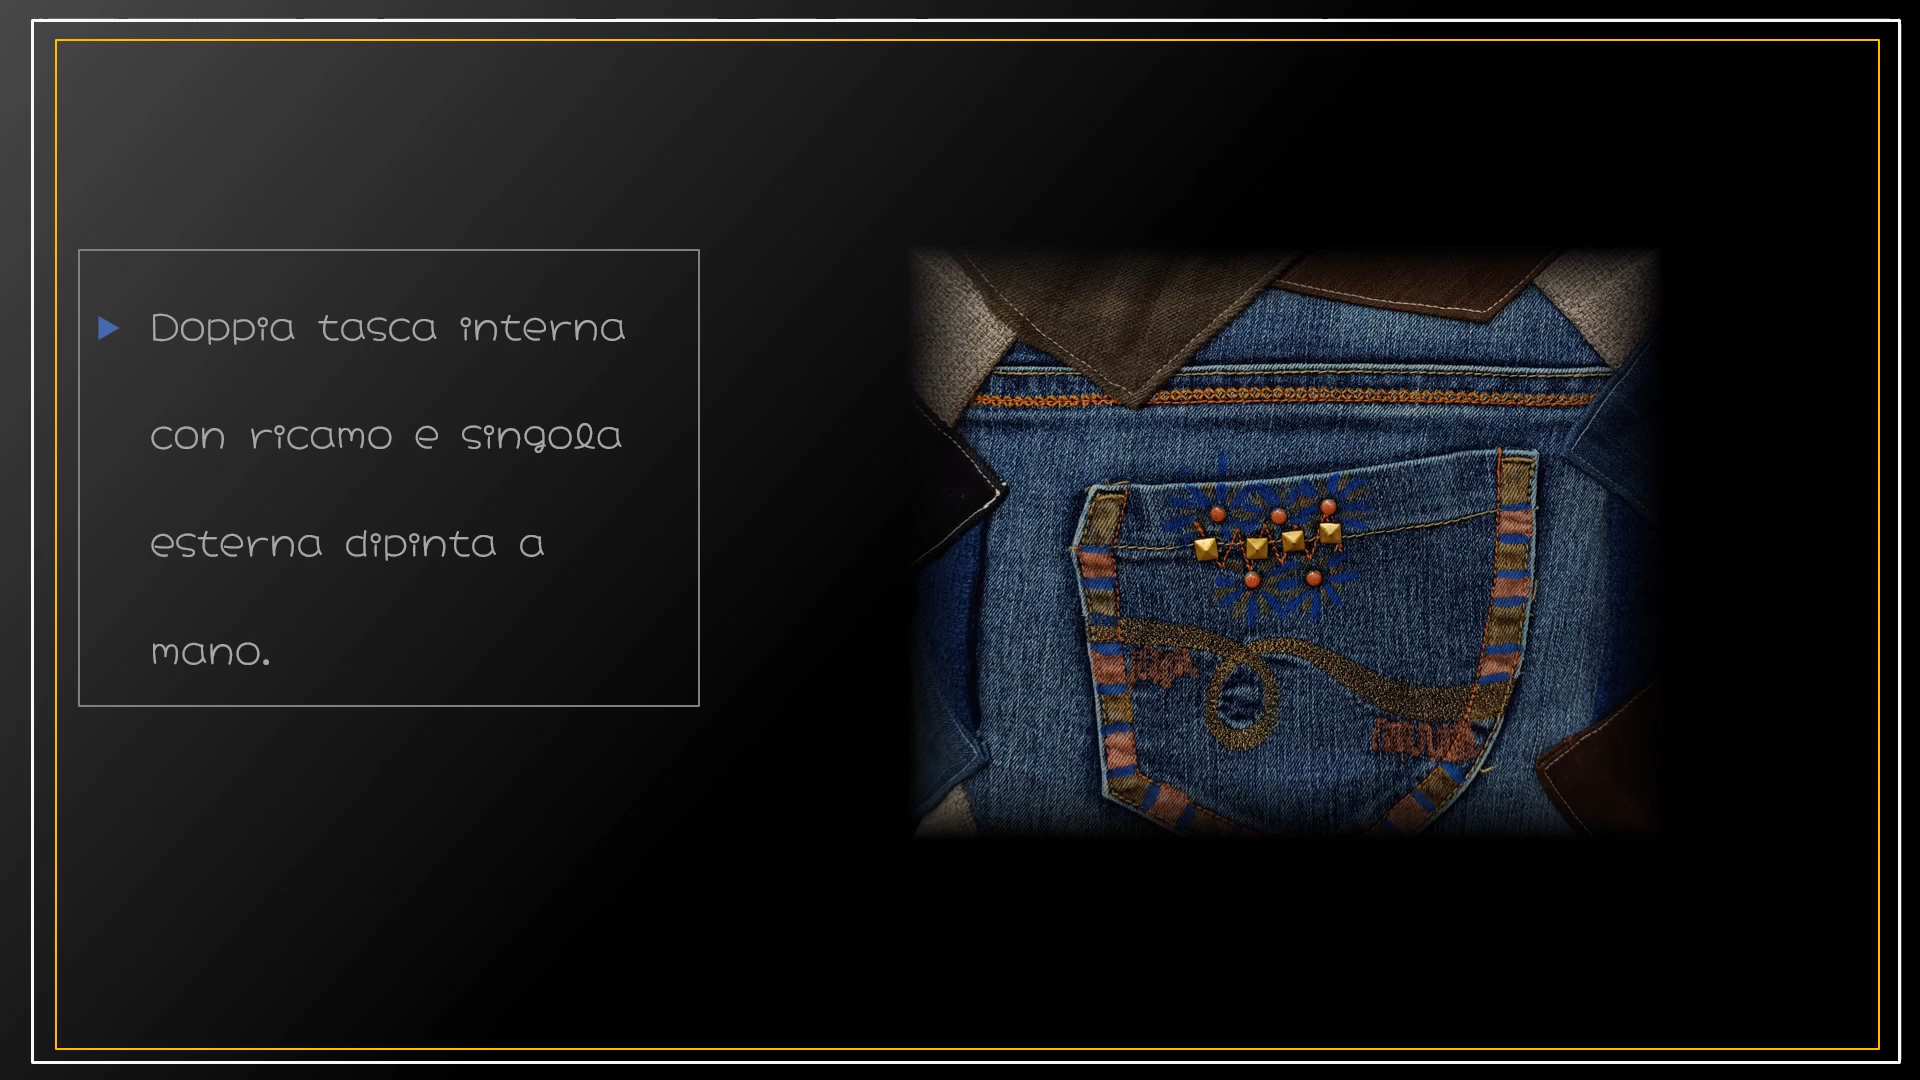 Doppia tasca interna
con ricamo e singola
esterna dipinta a
mano.